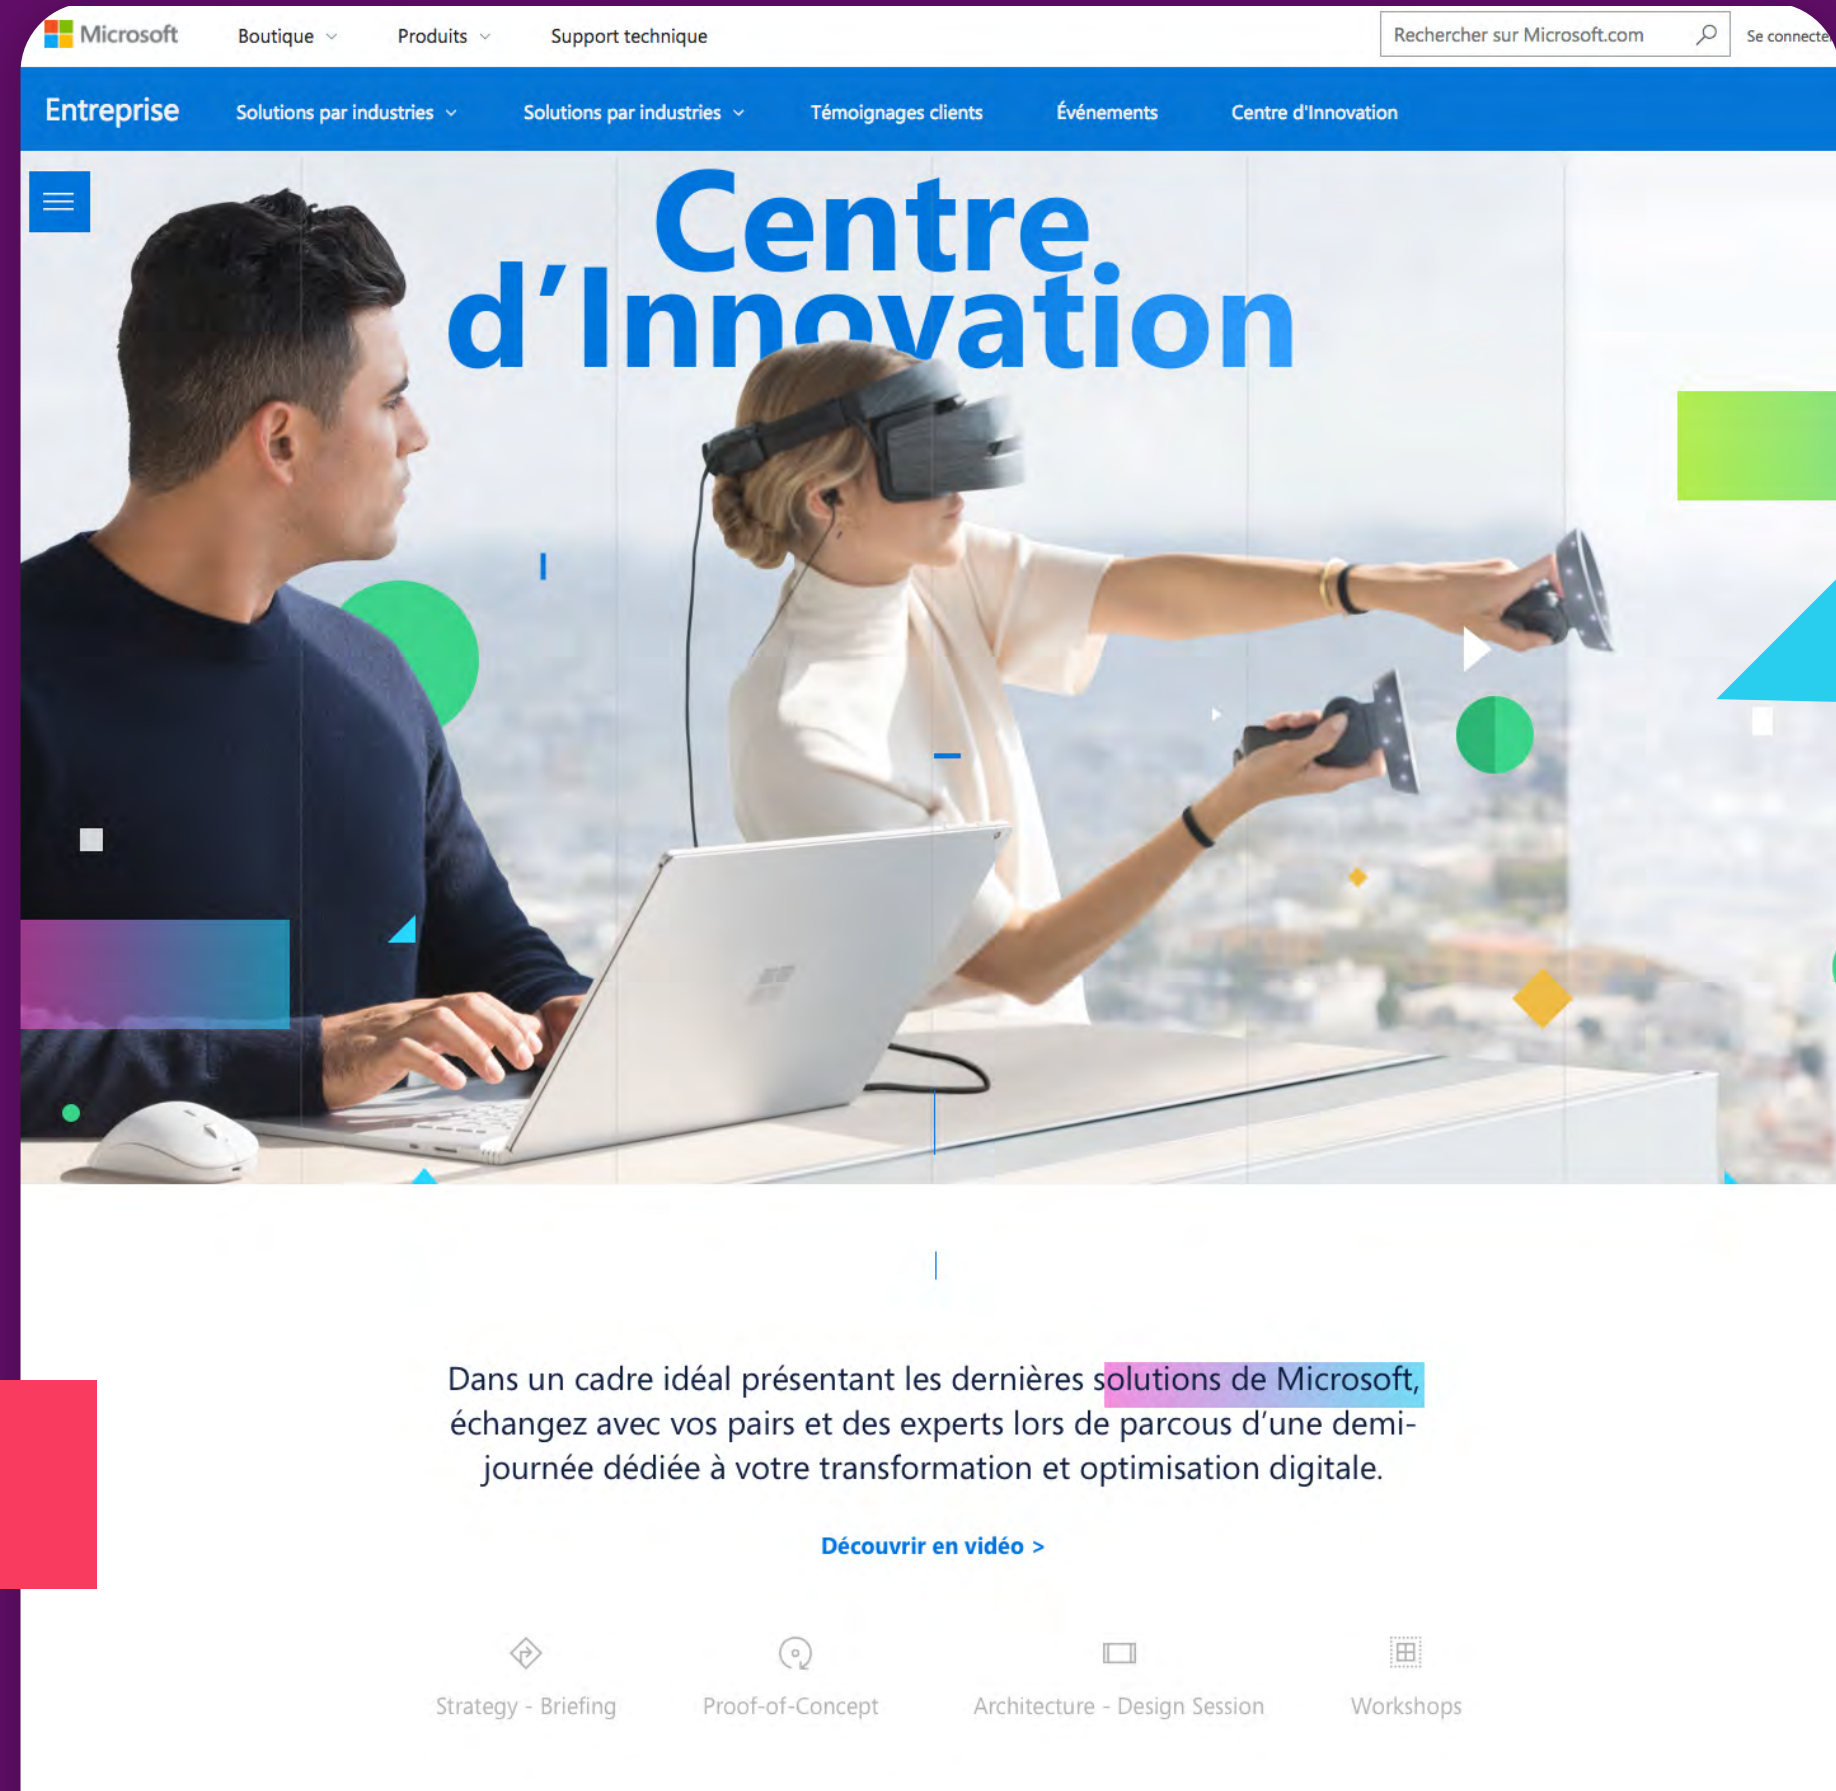 Microsoft Boutique Produits Support technique Rechercher sur Microsoft.com Se connecter
Entreprise Solutions par industries Solutions par industries Témoignages clients Événements Centre d'Innovation
Centre
d'Innovation
Dans un cadre idéal présentant les dernières solutions de Microsoft,
échangez avec vos pairs et des experts lors de parcous d'une demi-
journée dédiée à votre transformation et optimisation digitale.
Découvrir en vidéo >
Strategy - Briefing Proof-of-Concept Architecture - Design Session Workshops